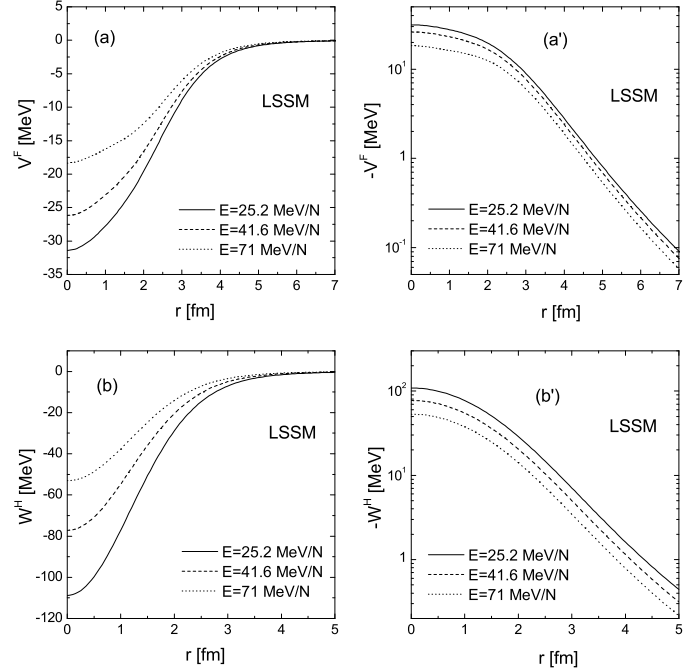 (a)
LSSM
V^F [MeV]
0
-5
-10
-15
-20
-25
-30
-35
E=25.2 MeV/N
E=41.6 MeV/N
E=71 MeV/N
0 1 2 3 4 5 6 7
r [fm]
(a')
LSSM
-V^F [MeV]
10^1
1
10^-1
E=25.2 MeV/N
E=41.6 MeV/N
E=71 MeV/N
0 1 2 3 4 5 6 7
r [fm]
(b)
LSSM
W^H [MeV]
0
-20
-40
-60
-80
-100
-120
E=25.2 MeV/N
E=41.6 MeV/N
E=71 MeV/N
0 1 2 3 4 5
r [fm]
(b')
LSSM
-W^H [MeV]
10^2
10^1
1
E=25.2 MeV/N
E=41.6 MeV/N
E=71 MeV/N
0 1 2 3 4 5
r [fm]